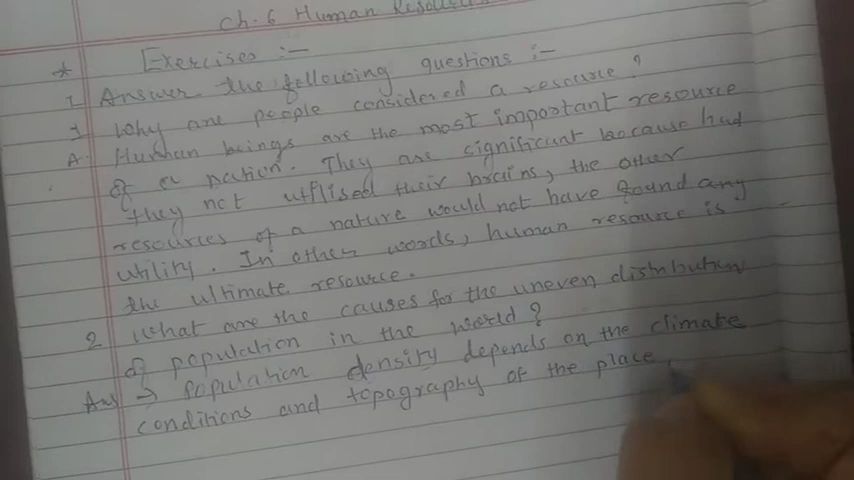 Ch. 6 Human Resources
* Exercises :-
I. Answer the following questions :-
1 Why are people considered a resource?
A. Human beings are the most important resource
of a nation. They are significant because had
they not utilised their brains, the other
resources of a nature would not have found any
utility. In other words, human resource is
the ultimate resource.
2 What are the causes for the uneven distribution
of population in the world?
Ans → Population density depends on the climate
conditions and topography of the place